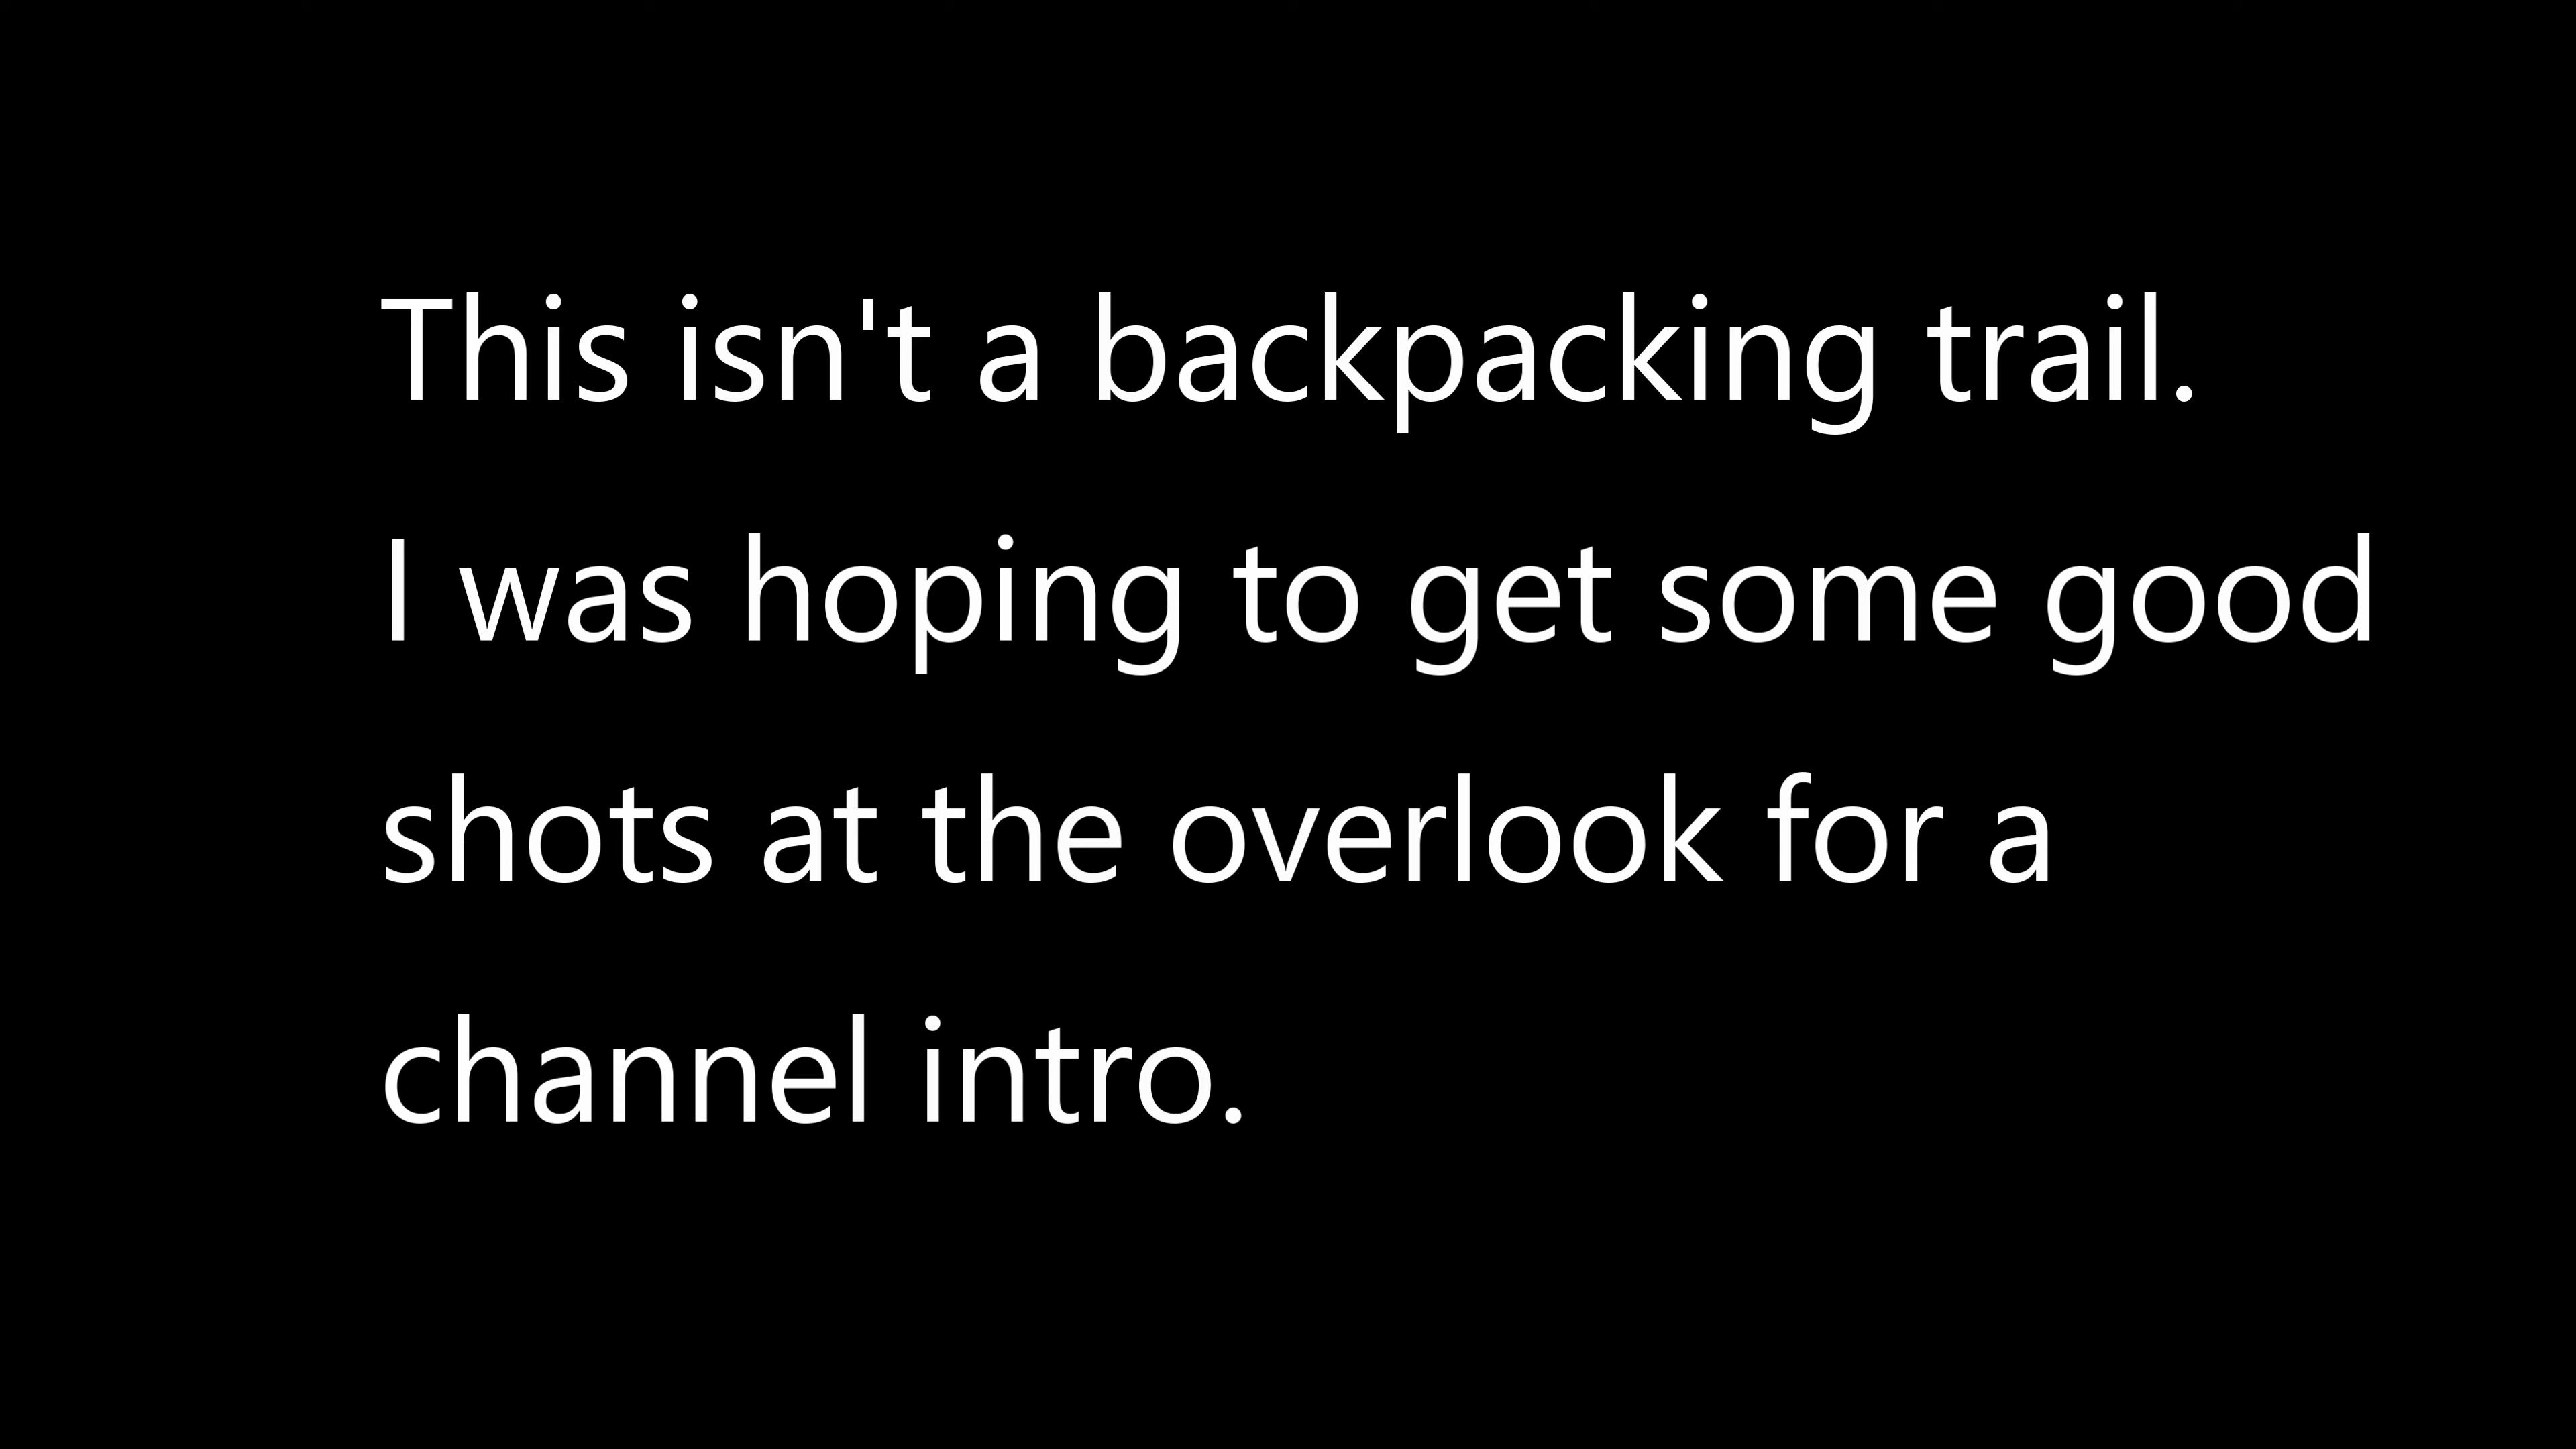 This isn't a backpacking trail.
I was hoping to get some good
shots at the overlook for a
channel intro.